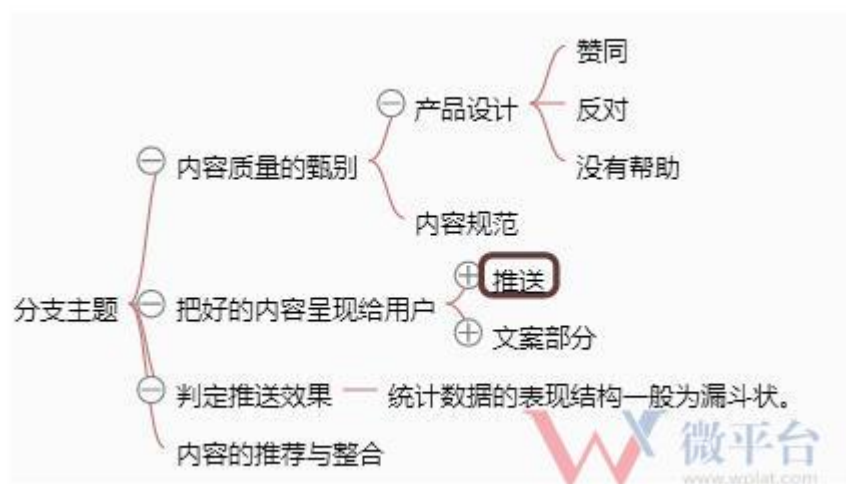 赞同
产品设计
反对
内容质量的甄别
没有帮助
内容规范
推送
分支主题
把好的内容呈现给用户
文案部分
判定推送效果
统计数据的表现结构一般为漏斗状。
内容的推荐与整合
微平台
www.wplat.com